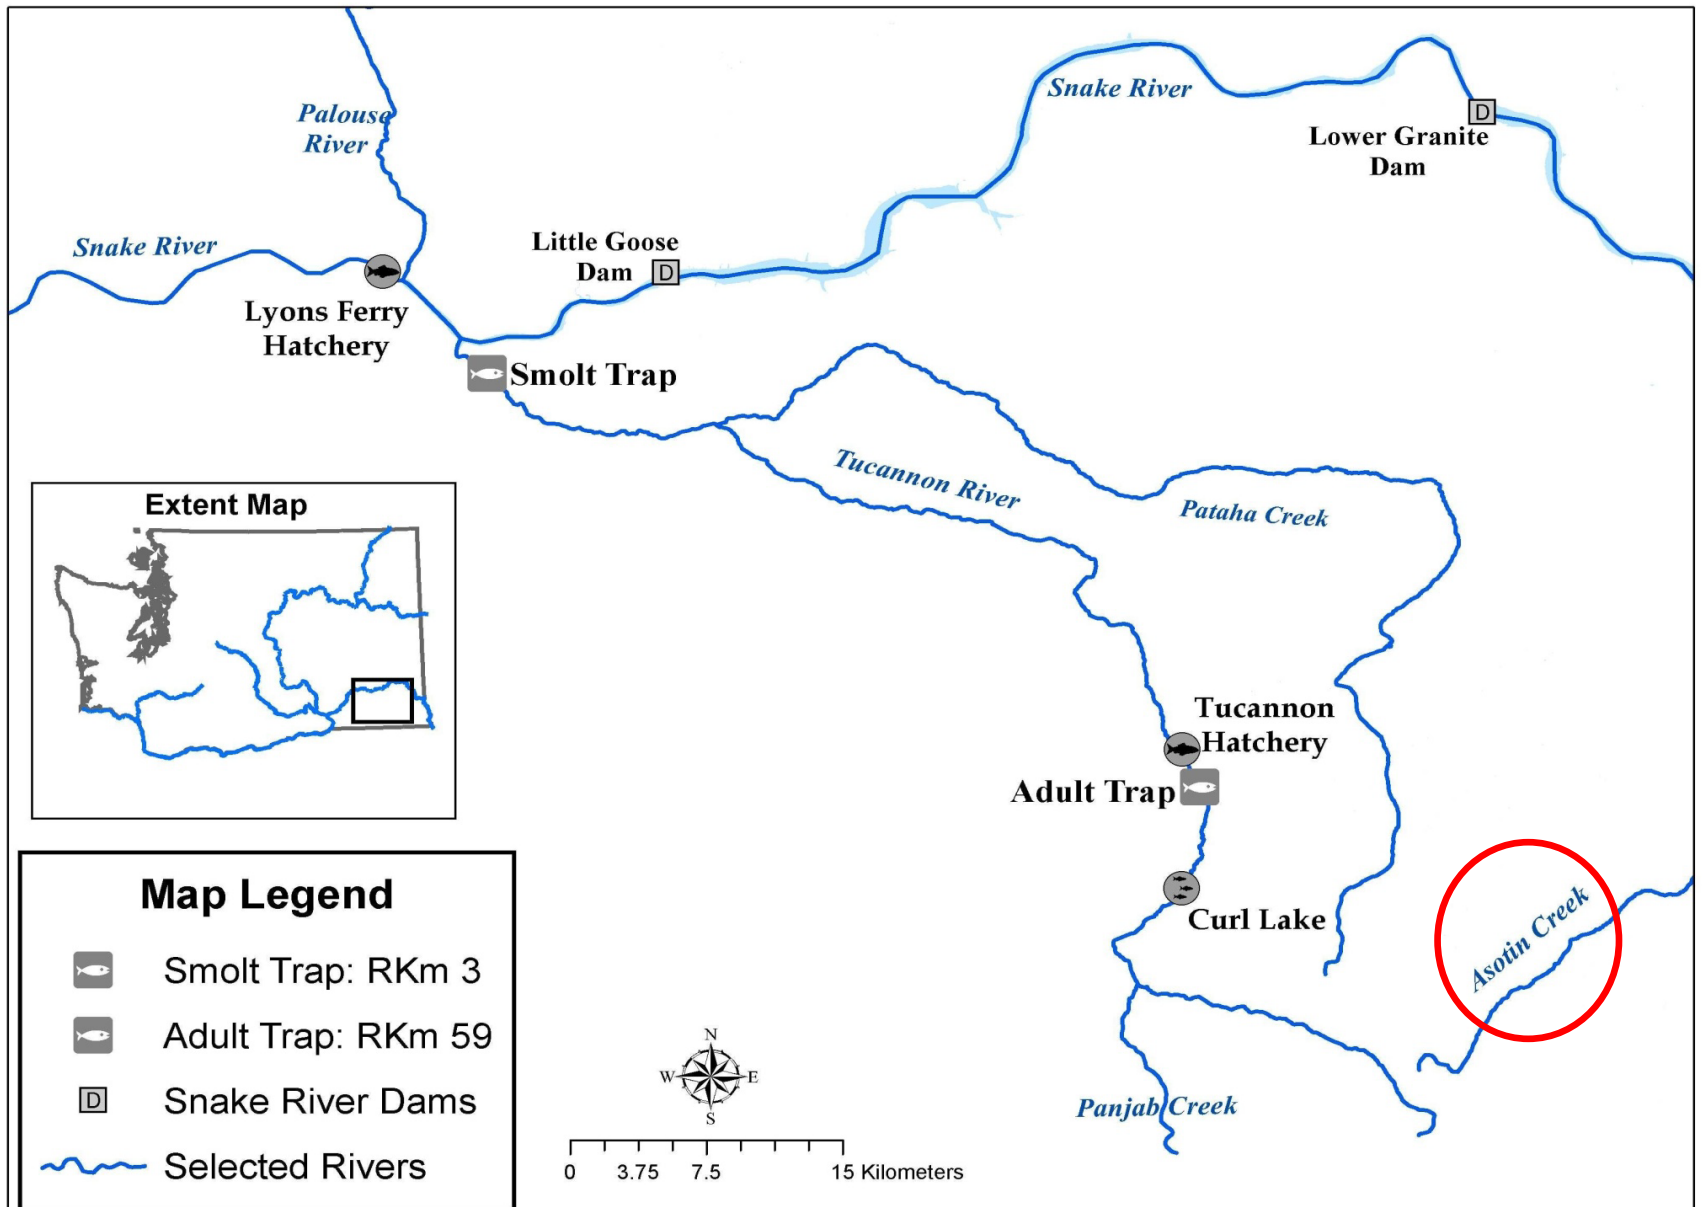 Palouse
River
Snake River
Snake River
Lower Granite
Dam
Little Goose
Dam
D
D
Lyons Ferry
Hatchery
Smolt Trap
Tucannon River
Pataha Creek
Extent Map
Tucannon
Hatchery
Adult Trap
Curl Lake
Asotin Creek
Panjab Creek
Map Legend
Smolt Trap: RKm 3
Adult Trap: RKm 59
D Snake River Dams
Selected Rivers
N
W E
S
0 3.75 7.5 15 Kilometers